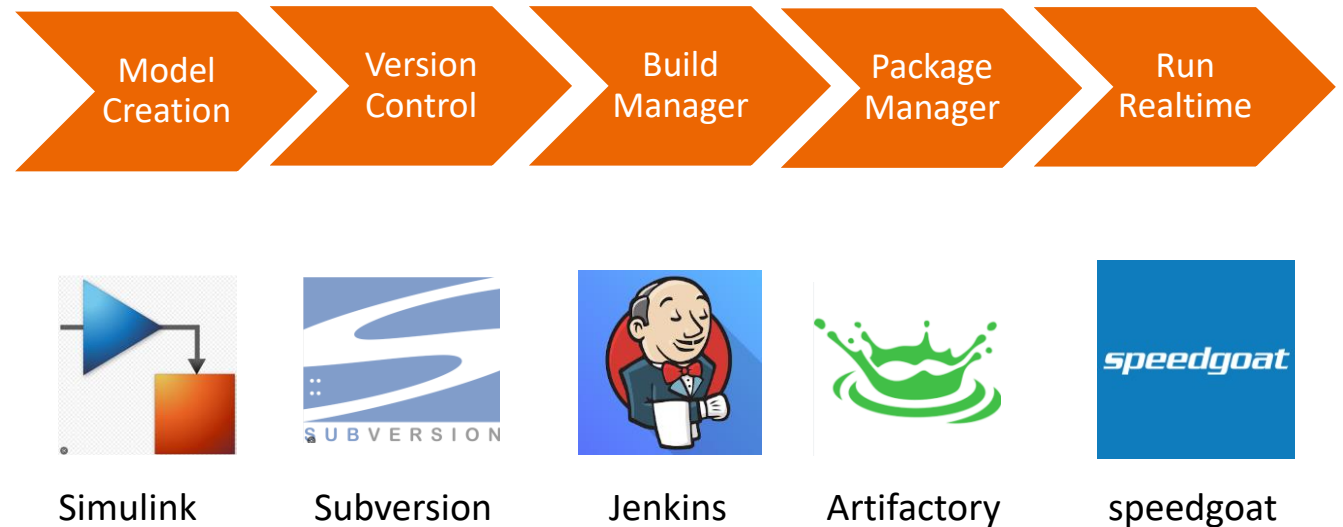 Model
Creation
Version
Control
Build
Manager
Package
Manager
Run
Realtime
SUBVERSION
speedgoat
Simulink
Subversion
Jenkins
Artifactory
speedgoat